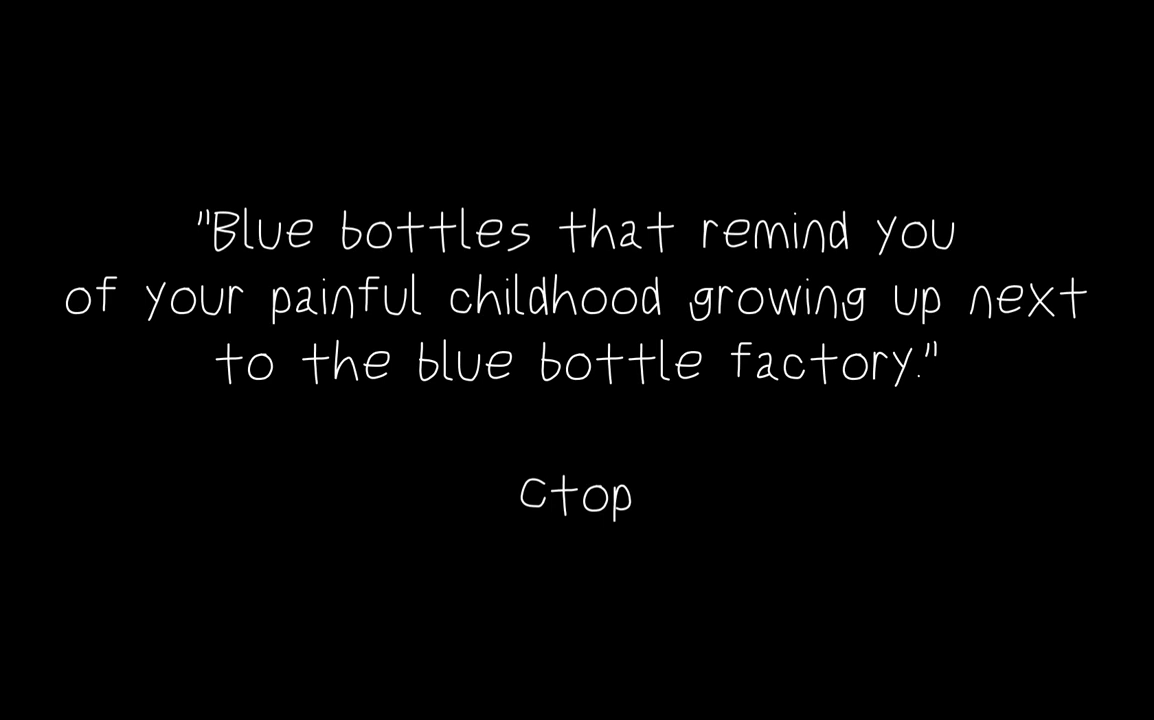 "Blue bottles that remind you
of your painful childhood growing up next
to the blue bottle factory."
Ctop